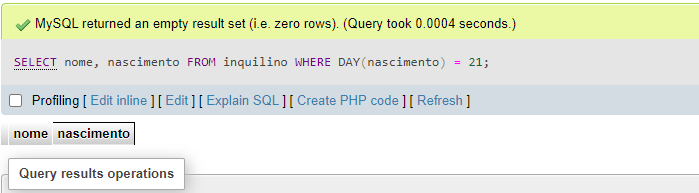 MySQL returned an empty result set (i.e. zero rows). (Query took 0.0004 seconds.)
SELECT nome, nascimento FROM inquilino WHERE DAY(nascimento) = 21;
Profiling [ Edit inline ] [ Edit ] [ Explain SQL ] [ Create PHP code ] [ Refresh ]
nome nascimento
Query results operations